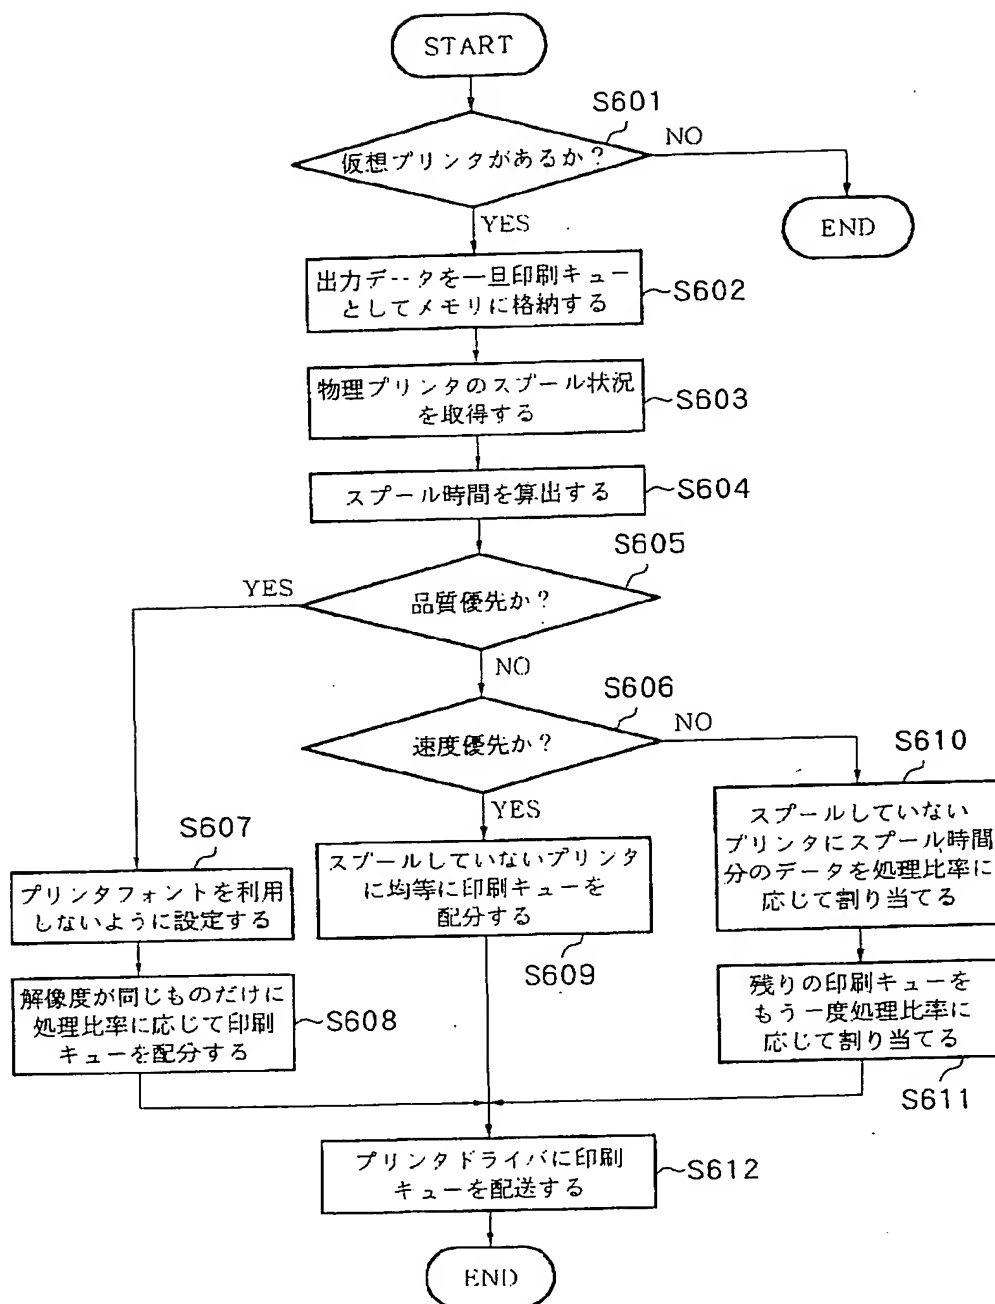 START
S601
仮想プリンタがあるか?
NO
END
YES
出力データを一旦印刷キュー
としてメモリに格納する
S602
物理プリンタのスプール状況
を取得する
S603
スプール時間を算出する
S604
S605
YES
品質優先か?
NO
S606
速度優先か?
NO
S610
YES
スプールしていない
プリンタにスプール時間
分のデータを処理比率に
応じて割り当てる
S607
プリンタフォントを利用
しないように設定する
スプールしていないプリンタ
に均等に印刷キューを
配分する
S609
解像度が同じものだけに
処理比率に応じて印刷
キューを配分する
S608
残りの印刷キューを
もう一度処理比率に
応じて割り当てる
S611
プリンタドライバに印刷
キューを配送する
S612
END